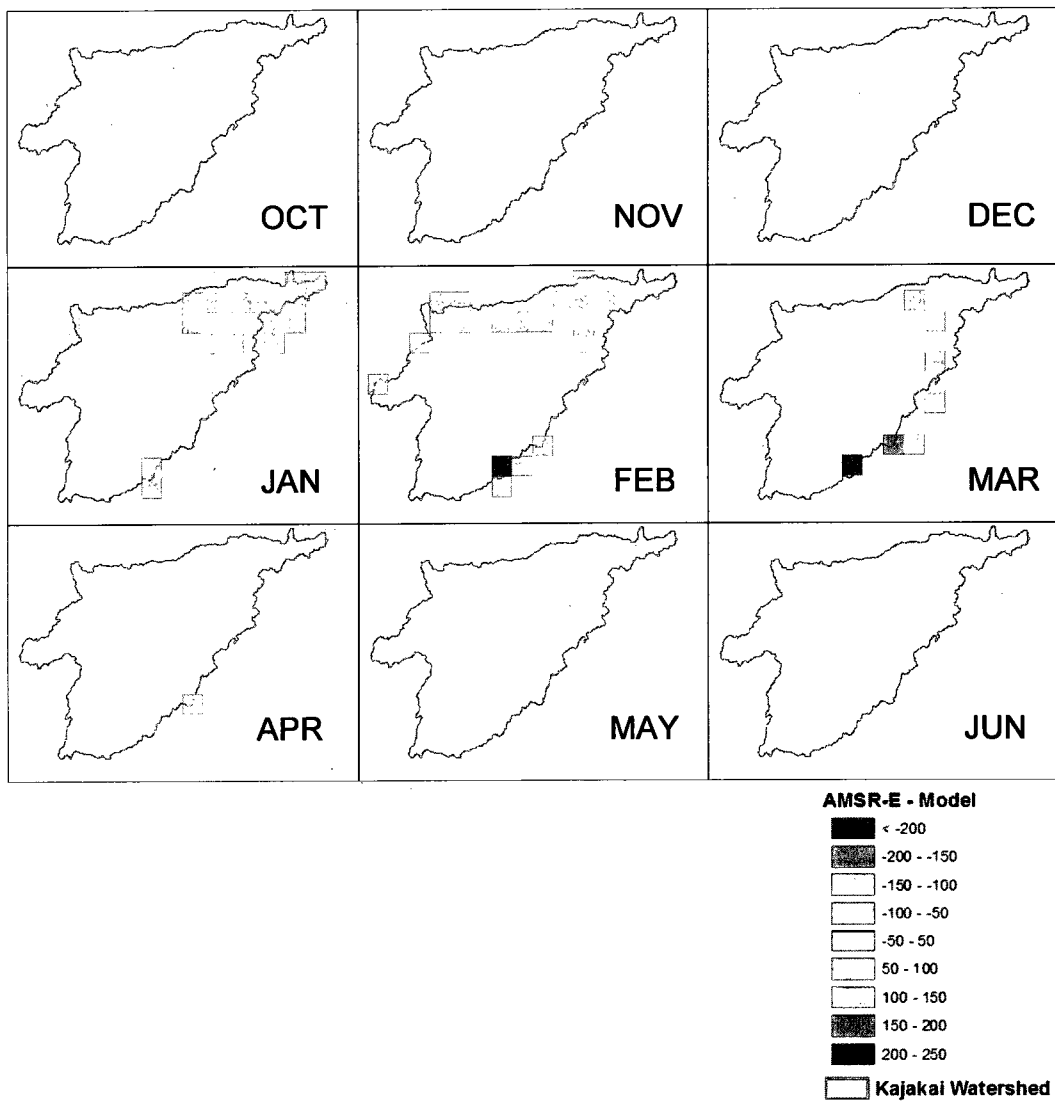 OCT
NOV
DEC
JAN
FEB
MAR
APR
MAY
JUN
AMSR-E - Model
< -200
-200 - -150
-150 - -100
-100 - -50
-50 - 50
50 - 100
100 - 150
150 - 200
200 - 250
Kajakai Watershed